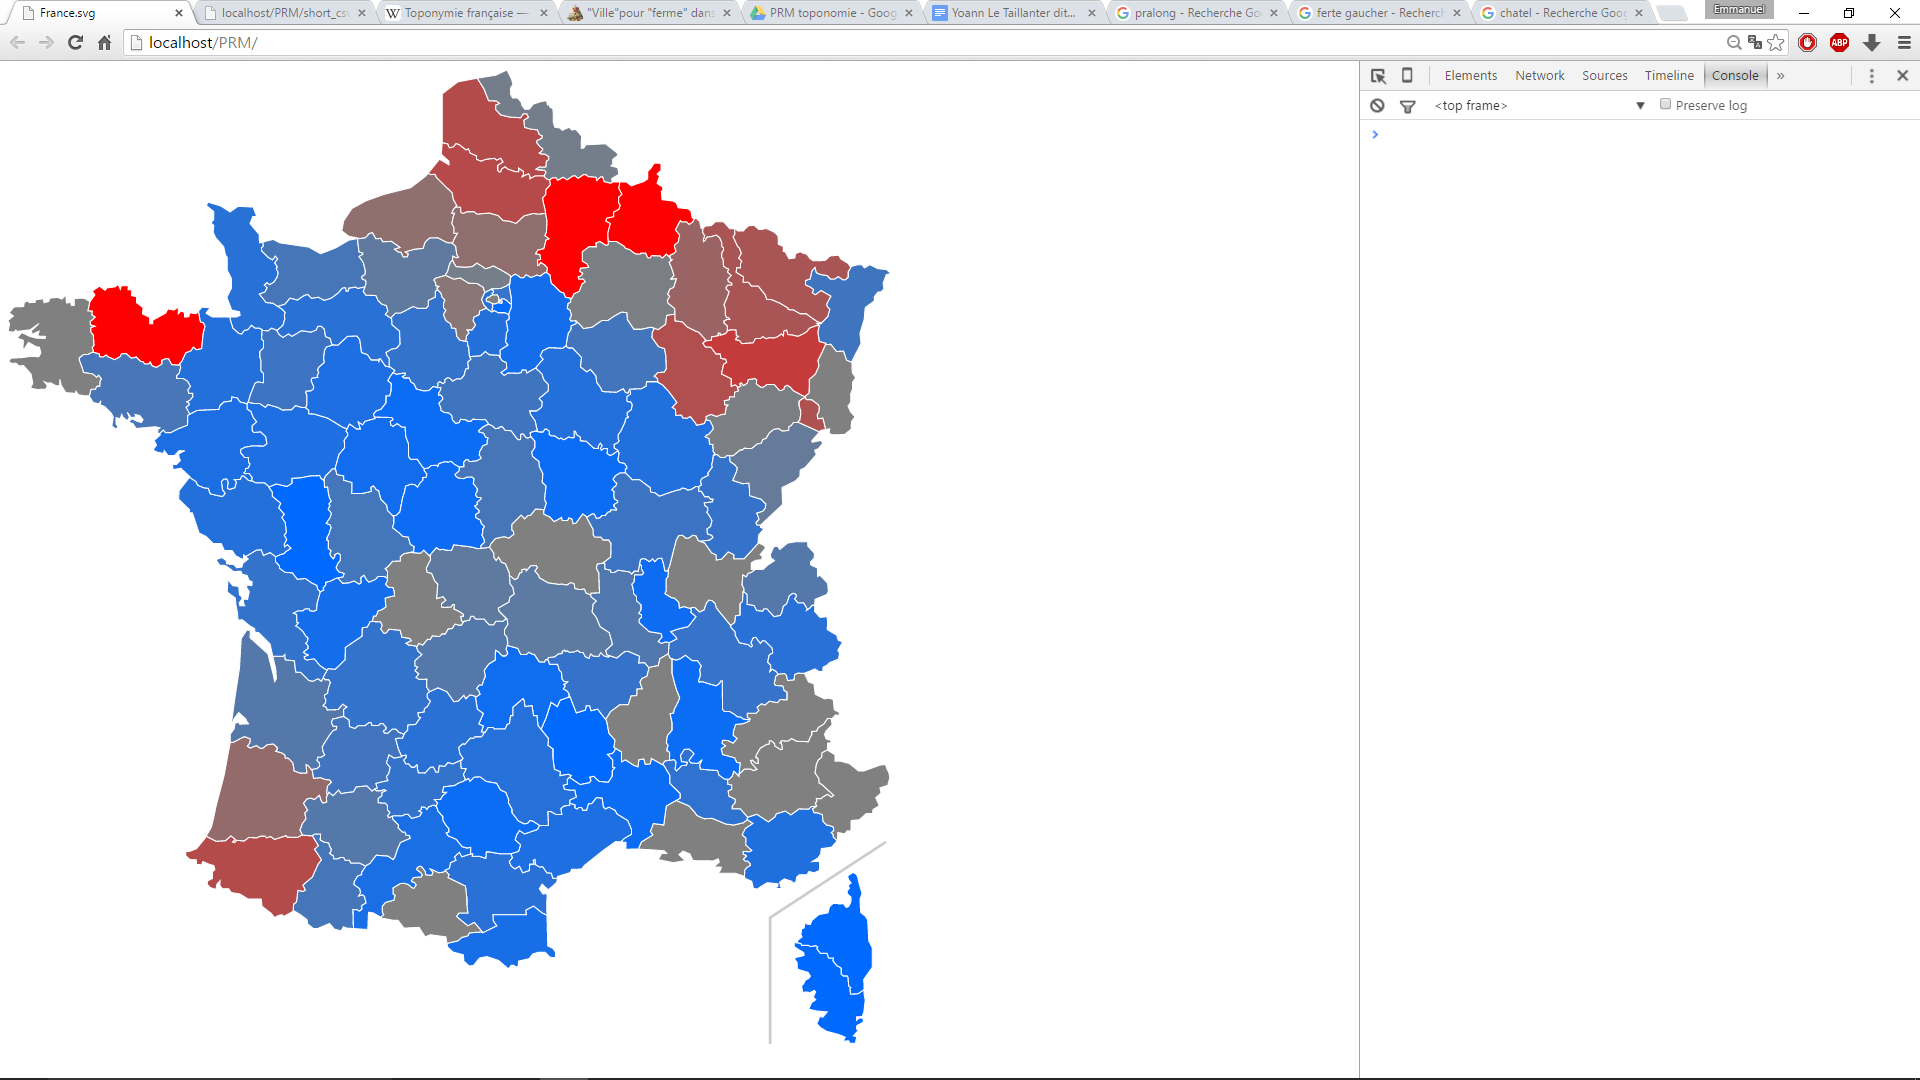 France.svg
localhost/PRM/short_cs
Toponymie française —
"Ville"pour "ferme" dans
PRM toponomie - Goog
Yoann Le Taillanter dit...
pralong - Recherche Go
ferte gaucher - Recherc
chatel - Recherche Goo
Emmanuel
localhost/PRM/
ABP
Elements Network Sources Timeline Console »
<top frame> Preserve log